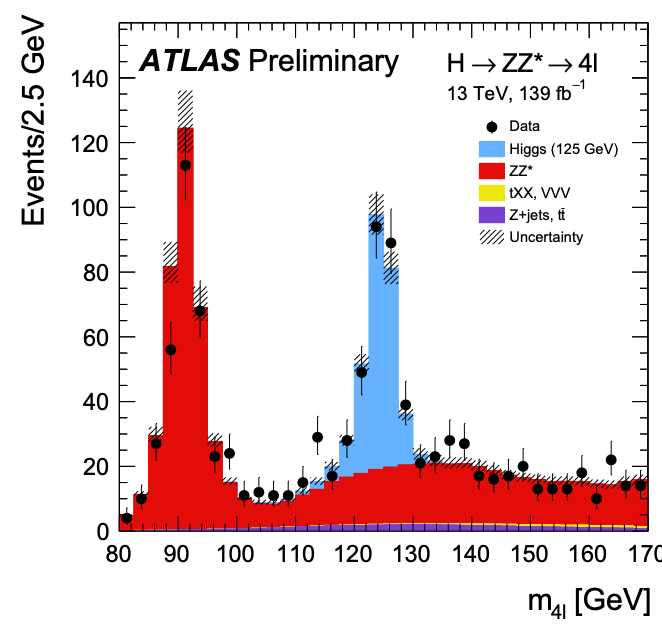 ATLAS Preliminary
H → ZZ* → 4l
13 TeV, 139 fb⁻¹
Data
Higgs (125 GeV)
ZZ*
tXX, VVV
Z+jets, tt̄
Uncertainty
Events/2.5 GeV
140
120
100
80
60
40
20
0
80 90 100 110 120 130 140 150 160 170
m₄ₗ [GeV]